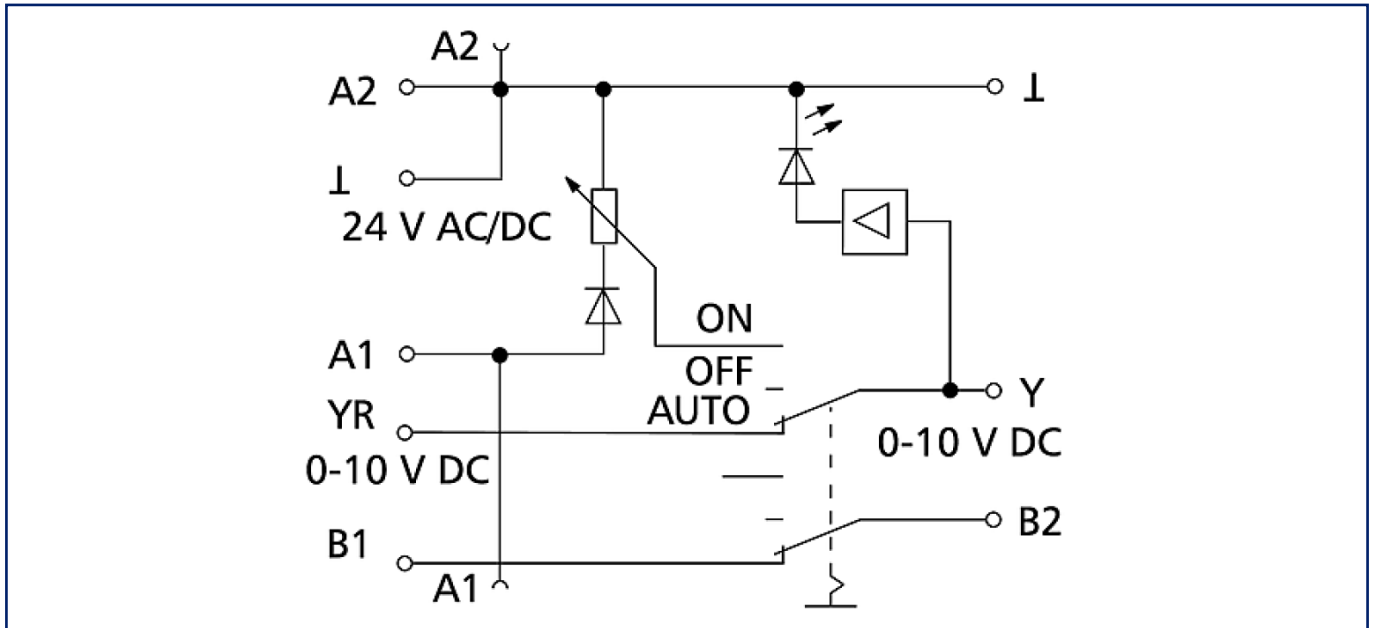 A2
A2
⊥
⊥
24 V AC/DC
ON
A1
OFF
YR
AUTO
Y
0-10 V DC
0-10 V DC
B1
B2
A1